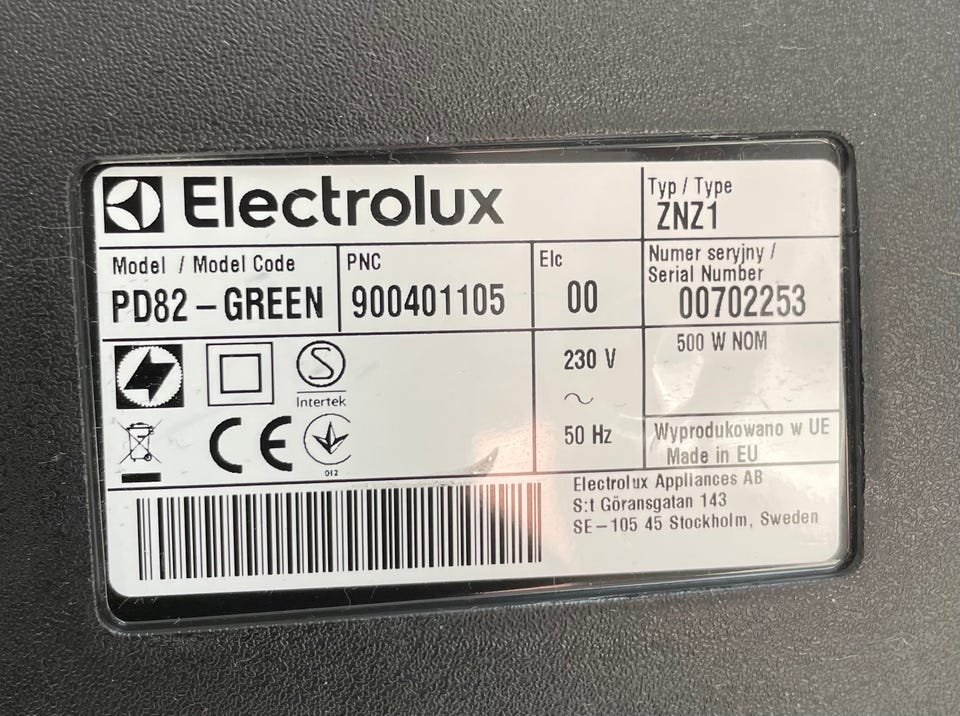 Electrolux
Typ / Type
ZNZ1
Model / Model Code
PD82-GREEN
PNC
900401105
Elc
00
Numer seryjny /
Serial Number
00702253
S
Intertek
230 V
~
50 Hz
500 W NOM
CE
012
Wyprodukowano w UE
Made in EU
Electrolux Appliances AB
S:t Göransgatan 143
SE-105 45 Stockholm, Sweden